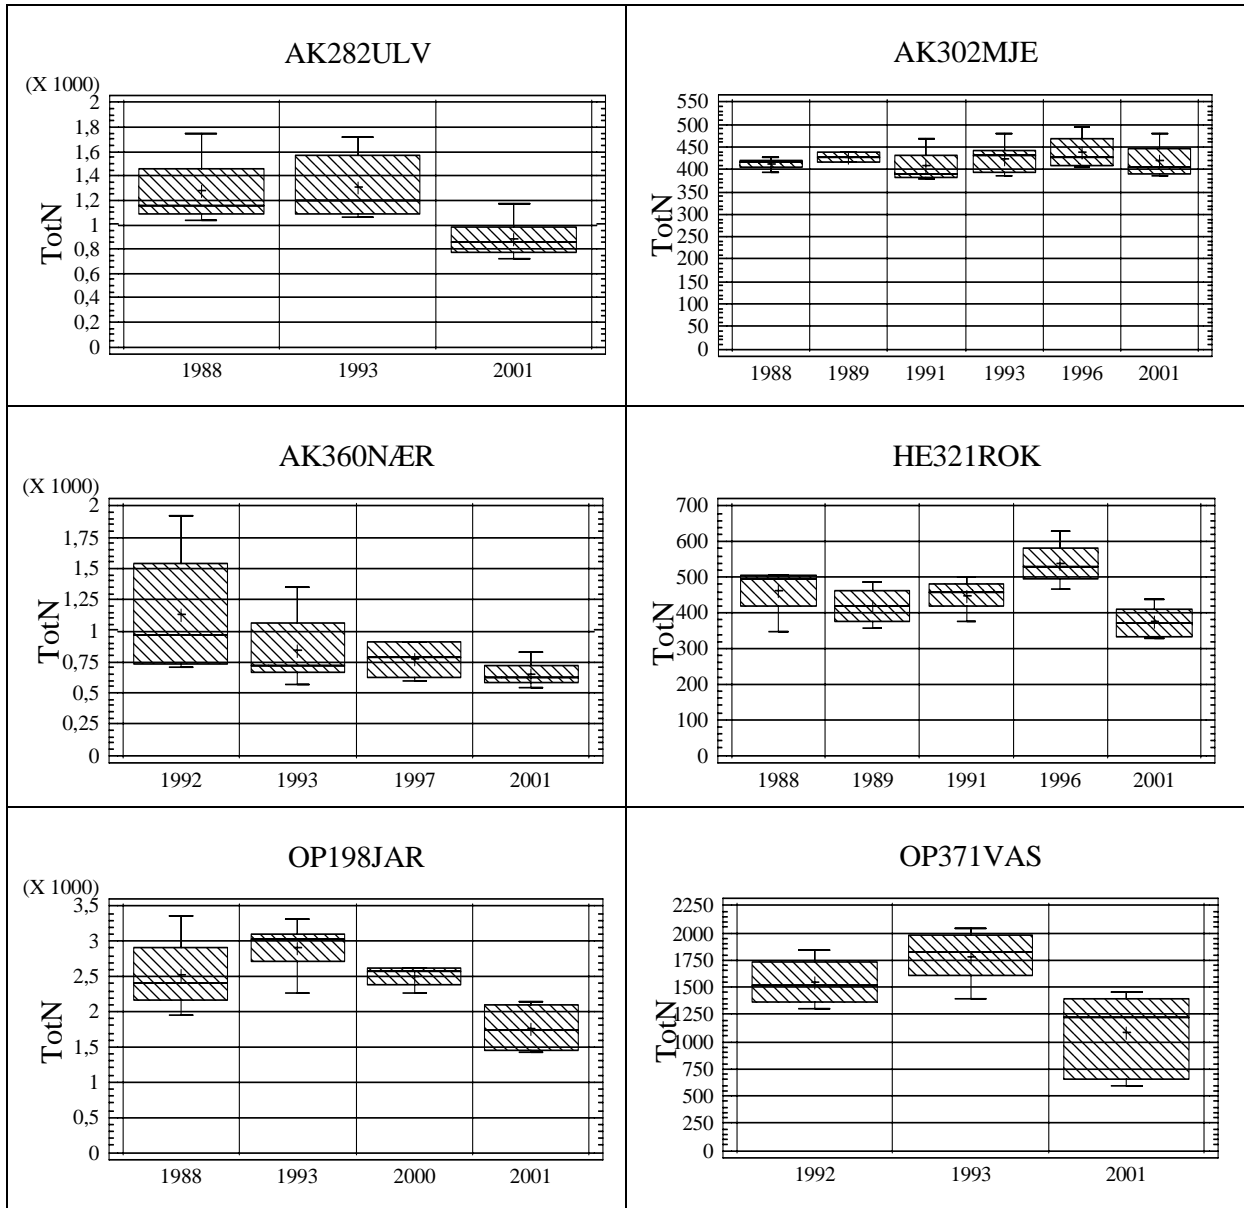 AK282ULV
(X 1000)
TotN
2
1,8
1,6
1,4
1,2
1
0,8
0,6
0,4
0,2
0
1988 1993 2001
AK302MJE
TotN
550
500
450
400
350
300
250
200
150
100
50
0
1988 1989 1991 1993 1996 2001
AK360NÆR
(X 1000)
TotN
2
1,75
1,5
1,25
1
0,75
0,5
0,25
0
1992 1993 1997 2001
HE321ROK
TotN
700
600
500
400
300
200
100
0
1988 1989 1991 1996 2001
OP198JAR
(X 1000)
TotN
3,5
3
2,5
2
1,5
1
0,5
0
1988 1993 2000 2001
OP371VAS
TotN
2250
2000
1750
1500
1250
1000
750
500
250
0
1992 1993 2001